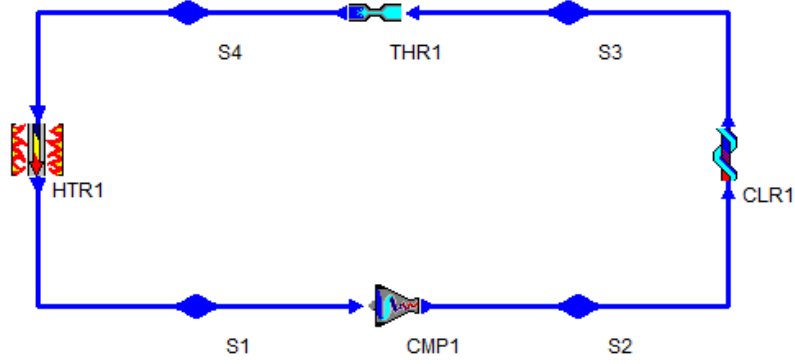 S4
THR1
S3
HTR1
CLR1
S1
CMP1
S2